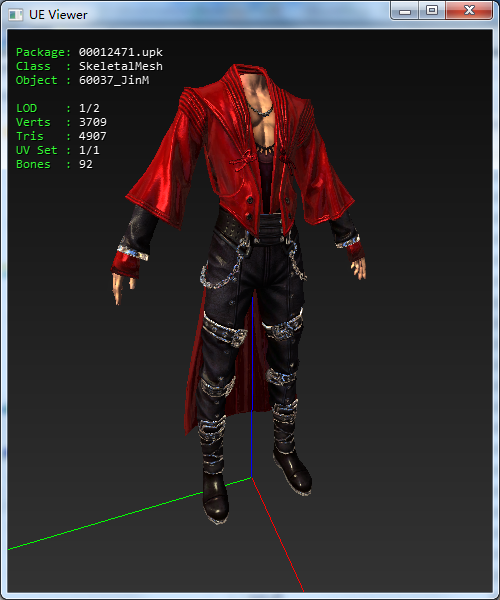 UE Viewer
Package: 00012471.upk
Class  : SkeletalMesh
Object : 60037_JinM
LOD    : 1/2
Verts  : 3709
Tris   : 4907
UV Set : 1/1
Bones  : 92